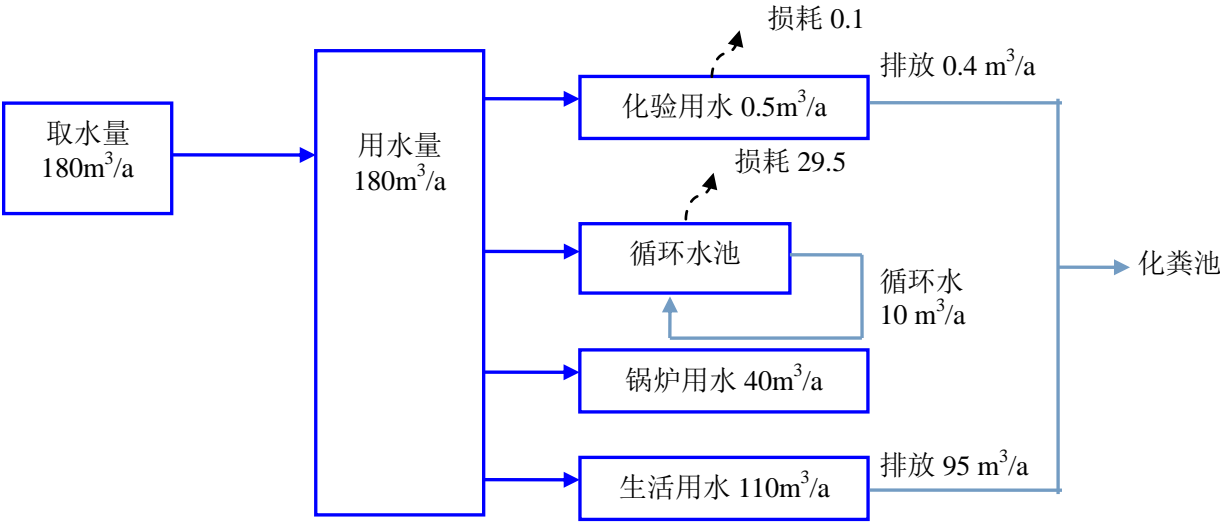 损耗 0.1
排放 0.4 m³/a
化验用水 0.5m³/a
取水量
180m³/a
用水量
180m³/a
损耗 29.5
循环水池
循环水
10 m³/a
化粪池
锅炉用水 40m³/a
排放 95 m³/a
生活用水 110m³/a